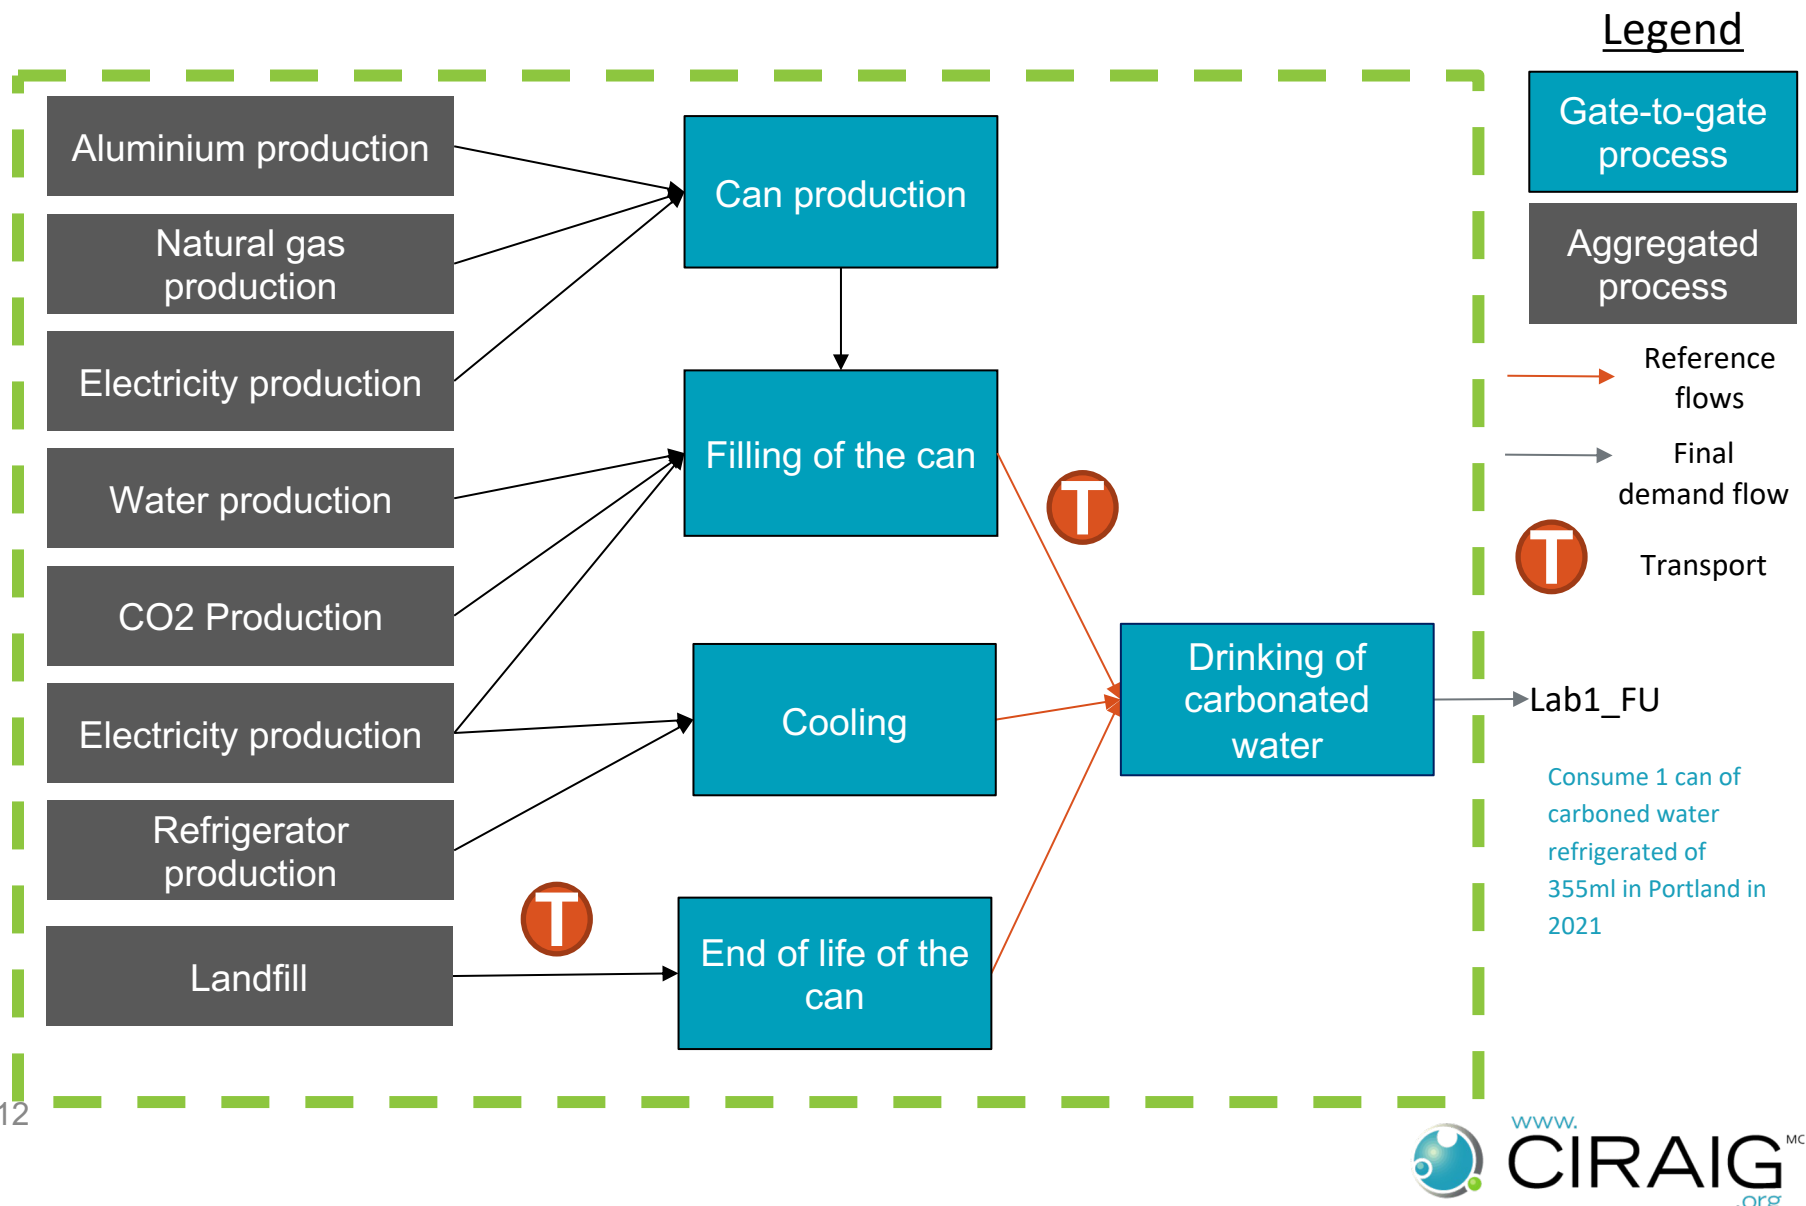 Legend
Aluminium production
Natural gas
production
Electricity production
Water production
CO2 Production
Electricity production
Refrigerator
production
Landfill
Can production
Filling of the can
Cooling
End of life of the
can
T
T
Drinking of
carbonated
water
Gate-to-gate
process
Aggregated
process
Reference
flows
Final
demand flow
T
Transport
Lab1_FU
Consume 1 can of
carboned water
refrigerated of
355ml in Portland in
2021
12
www.
CIRAIG MC
.org